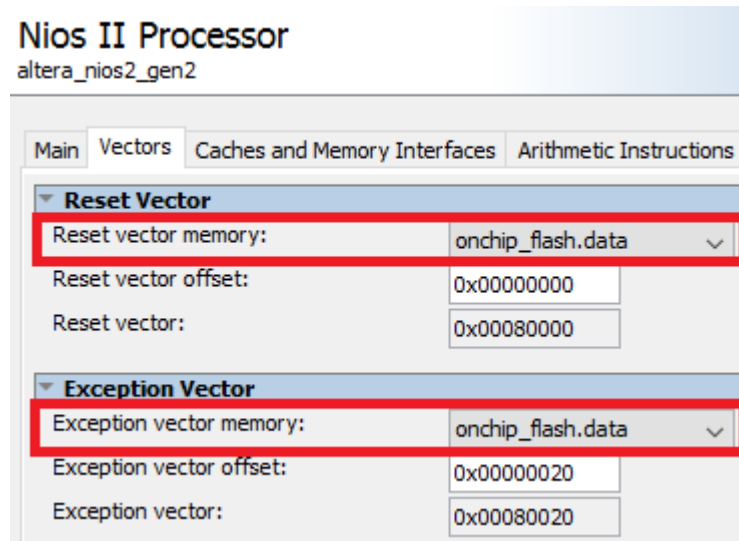 Nios II Processor
altera_nios2_gen2
Main Vectors Caches and Memory Interfaces Arithmetic Instructions
Reset Vector
Reset vector memory: onchip_flash.data
Reset vector offset: 0x00000000
Reset vector: 0x00080000
Exception Vector
Exception vector memory: onchip_flash.data
Exception vector offset: 0x00000020
Exception vector: 0x00080020